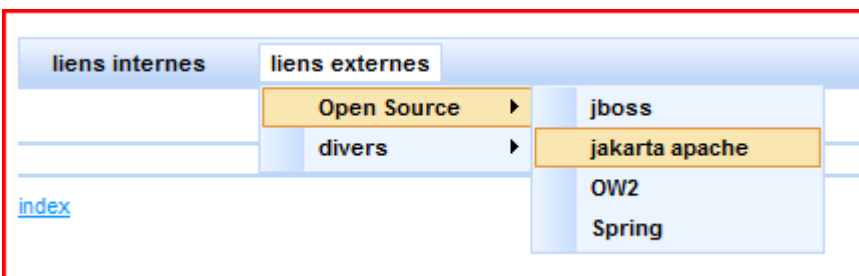 liens internes liens externes
Open Source jboss
divers jakarta apache
OW2
index
Spring